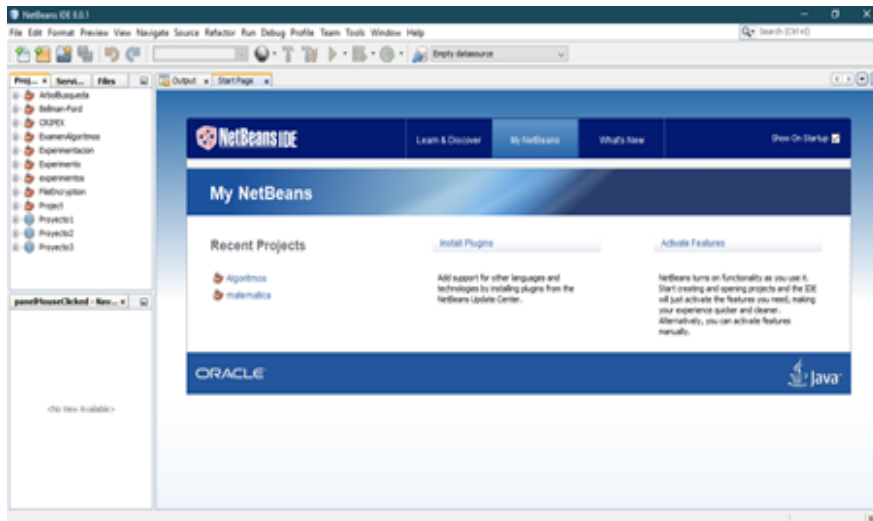 NetBeans IDE 8.0.1
File Edit Format Preview View Navigate Source Refactor Run Debug Profile Team Tools Window Help
Search (Ctrl+I)
Empty datasource
Proj... Servi... Files
Output Start Page
ArbolBusqueda
Belman-Ford
CRIPEX
ExamenAlgoritmos
Experimentacion
Experimento
experimentos
FileEncryption
Project
Proyecto1
Proyecto2
Proyecto3
NetBeans IDE
Learn & Discover
My NetBeans
What's New
Show On Startup
My NetBeans
Recent Projects
Algoritmos
matematica
Install Plugins
Add support for other languages and
technologies by installing plugins from the
NetBeans Update Center.
Activate Features
NetBeans turns on functionality as you use it.
Start creating and opening projects and the IDE
will just activate the features you need, making
your experience quicker and cleaner.
Alternatively, you can activate features
manually.
panelMouseClicked - Nav...
<No View Available>
ORACLE
Java